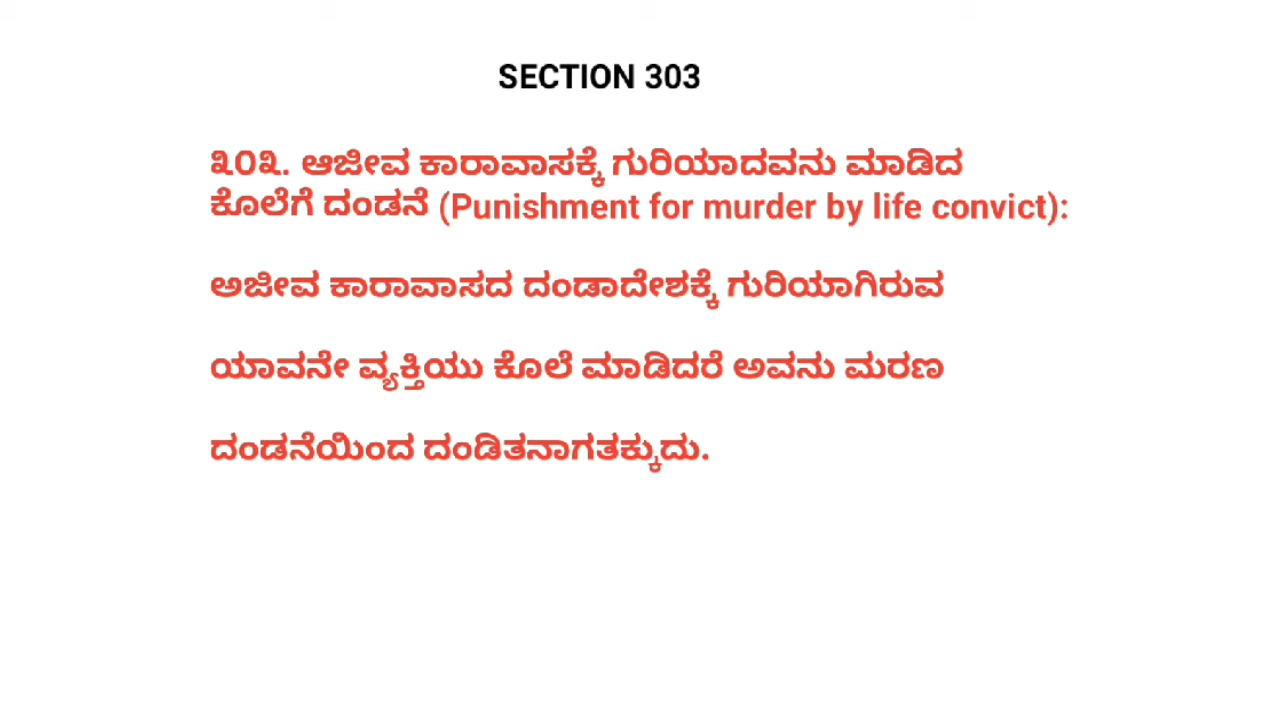 SECTION 303
೩೦೩. ಆಜೀವ ಕಾರಾವಾಸಕ್ಕೆ ಗುರಿಯಾದವನು ಮಾಡಿದ
ಕೊಲೆಗೆ ದಂಡನೆ (Punishment for murder by life convict):
ಅಜೀವ ಕಾರಾವಾಸದ ದಂಡಾದೇಶಕ್ಕೆ ಗುರಿಯಾಗಿರುವ
ಯಾವನೇ ವ್ಯಕ್ತಿಯು ಕೊಲೆ ಮಾಡಿದರೆ ಅವನು ಮರಣ
ದಂಡನೆಯಿಂದ ದಂಡಿತನಾಗತಕ್ಕುದು.